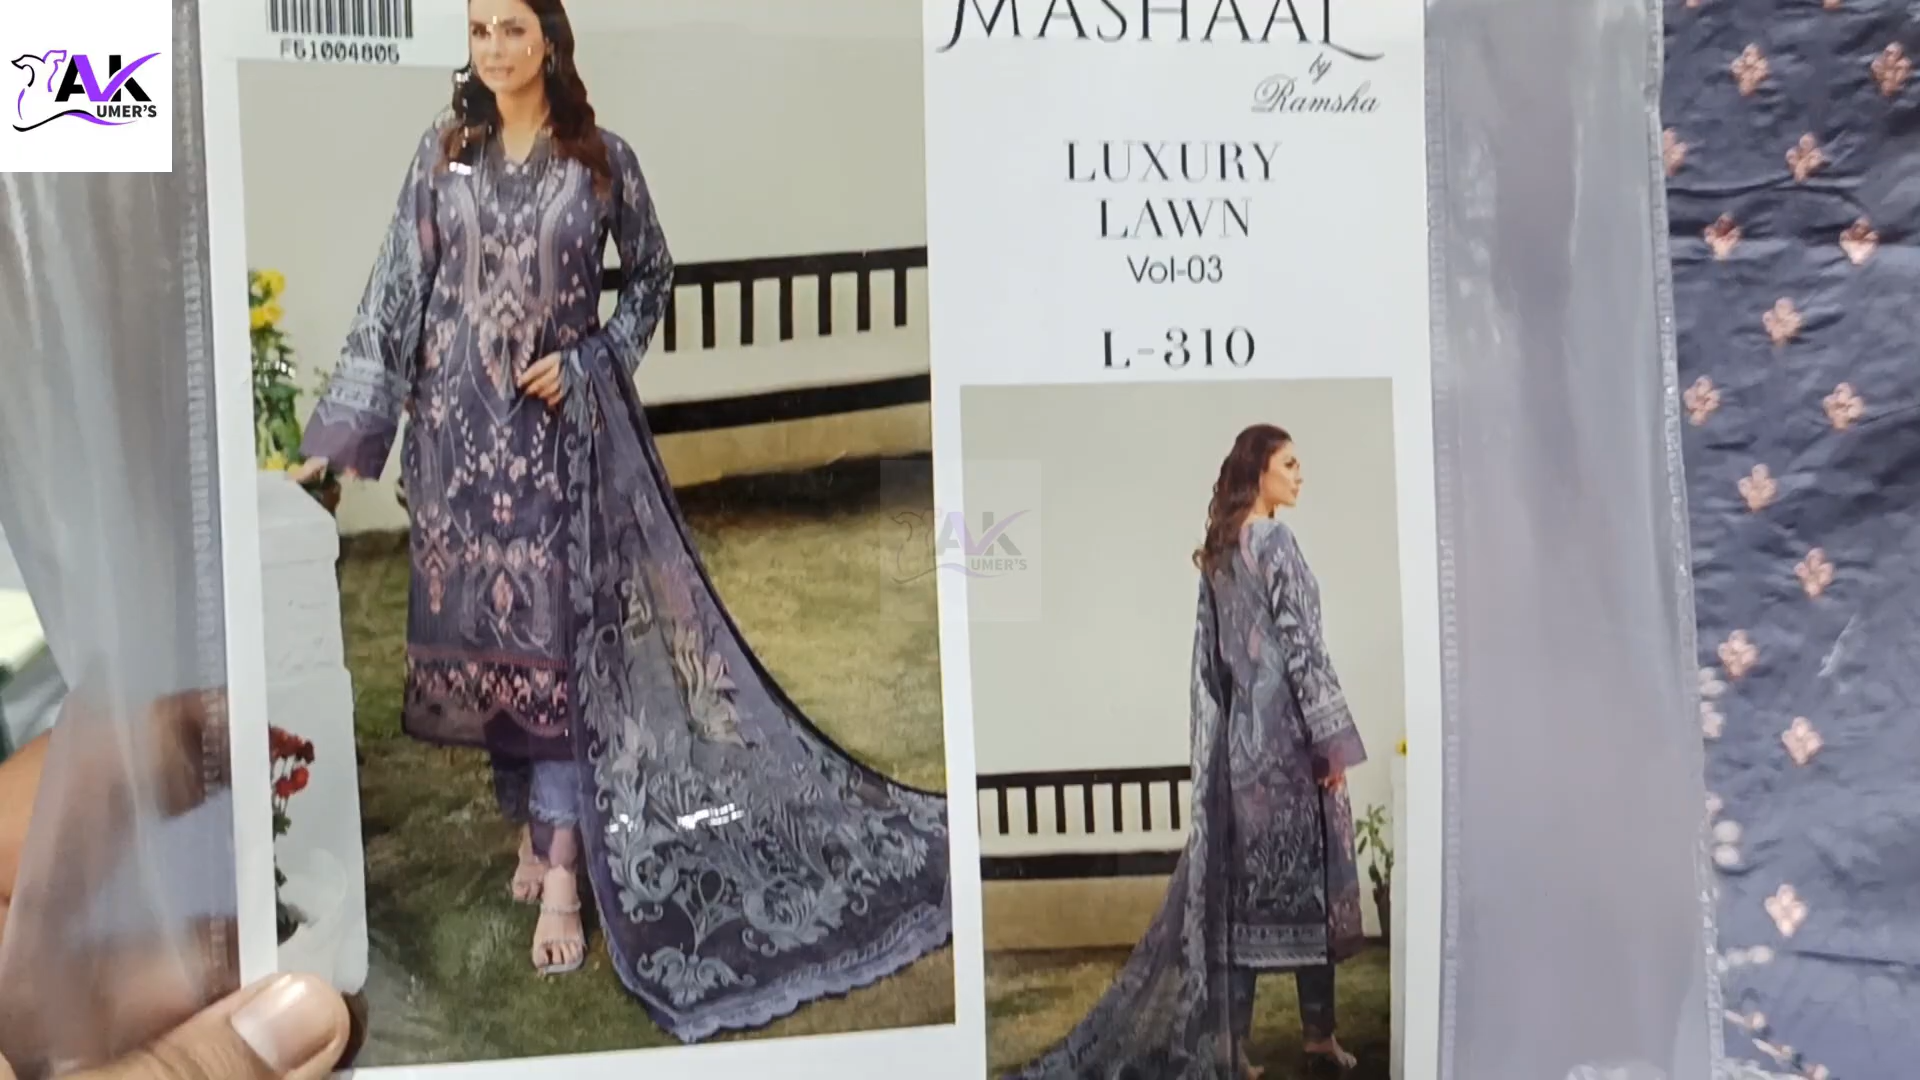 AK
UMER'S
F51004805
MASHAAL
by
Ramsha
LUXURY
LAWN
Vol-03
L-310
AK
UMER'S